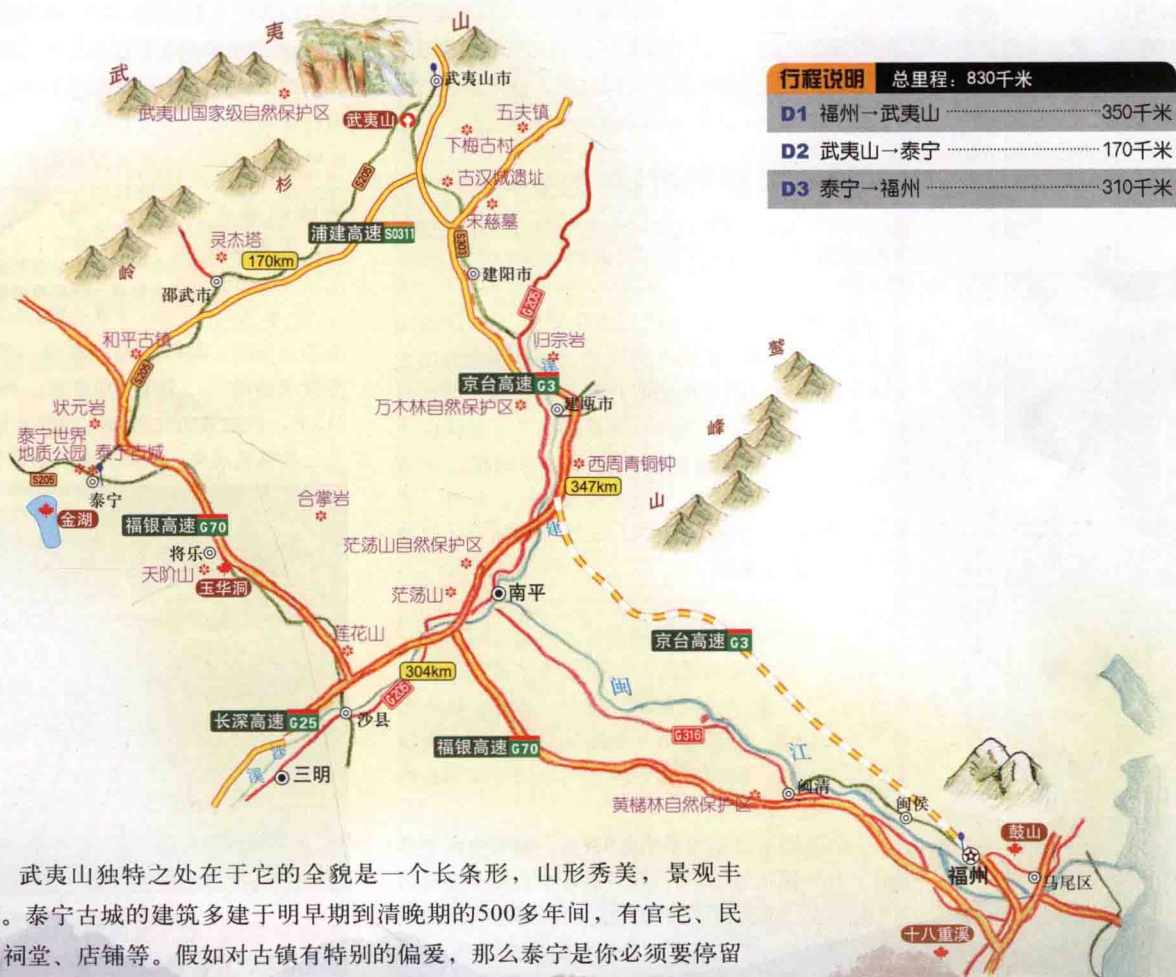 夷
山
武
武夷山市
武夷山国家级自然保护区
武夷山
五夫镇
下梅古村
杉
S205
古汉城遗址
宋慈墓
灵杰塔
浦建高速 S0311
S303
170km
岭
建阳市
邵武市
G205
和平古镇
归宗岩
鹫
溪
S205
京台高速 G3
状元岩
万木林自然保护区
建瓯市
峰
泰宁世界
地质公园
泰宁古城
西周青铜钟
S205
泰宁
347km
合掌岩
山
金湖
福银高速 G70
建
将乐
茫荡山自然保护区
天阶山
玉华洞
茫荡山
南平
京台高速 G3
莲花山
304km
闽
G205
长深高速 G25
沙县
G316
沙
福银高速 G70
江
溪
三明
黄槠林自然保护区
闽清
闽侯
鼓山
福州
马尾区
十八重溪
行程说明 总里程：830千米
D1 福州→武夷山 350千米
D2 武夷山→泰宁 170千米
D3 泰宁→福州 310千米
武夷山独特之处在于它的全貌是一个长条形，山形秀美，景观丰
。泰宁古城的建筑多建于明早期到清晚期的500多年间，有官宅、民
祠堂、店铺等。假如对古镇有特别的偏爱，那么泰宁是你必须要停留